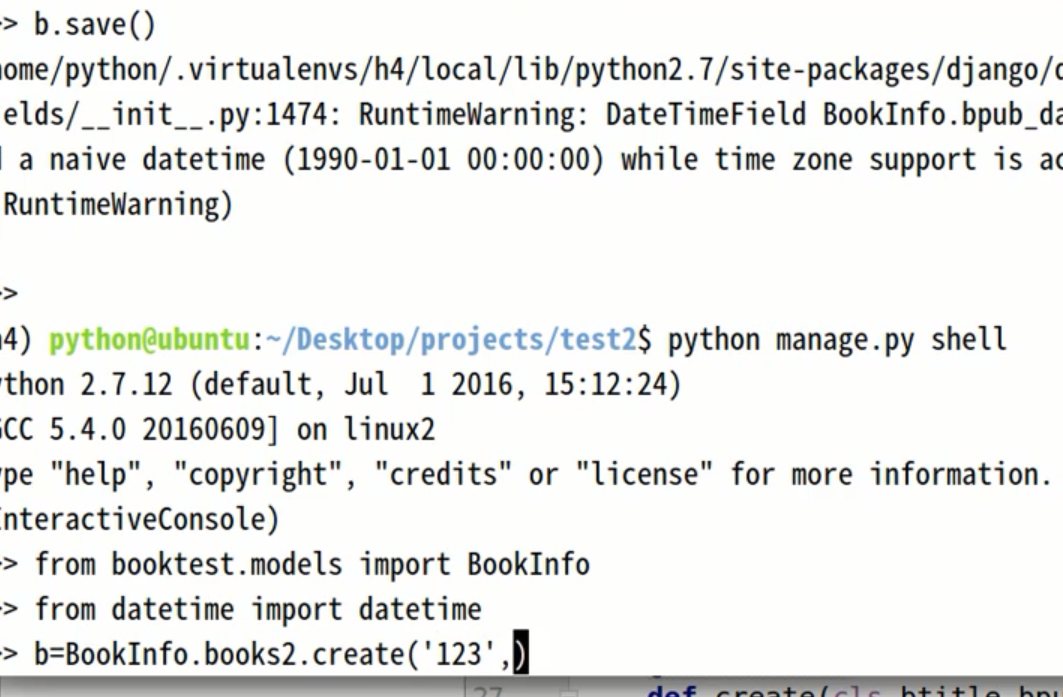 > b.save()
ome/python/.virtualenvs/h4/local/lib/python2.7/site-packages/django/
elds/__init__.py:1474: RuntimeWarning: DateTimeField BookInfo.bpub_da
a naive datetime (1990-01-01 00:00:00) while time zone support is ac
RuntimeWarning)
>
4) python@ubuntu:~/Desktop/projects/test2$ python manage.py shell
thon 2.7.12 (default, Jul  1 2016, 15:12:24)
GCC 5.4.0 20160609] on linux2
ype "help", "copyright", "credits" or "license" for more information.
InteractiveConsole)
> from booktest.models import BookInfo
> from datetime import datetime
> b=BookInfo.books2.create('123',)
27 def create(cls,btitle,bpu